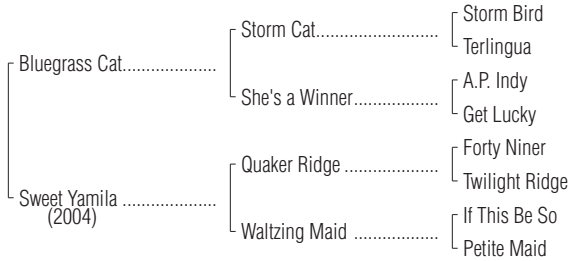 Storm Bird
Storm Cat..............................
Terlingua
Bluegrass Cat....................
A.P. Indy
She's a Winner.....................
Get Lucky
Forty Niner
Quaker Ridge .......................
Twilight Ridge
Sweet Yamila ....................
(2004)
If This Be So
Waltzing Maid .....................
Petite Maid